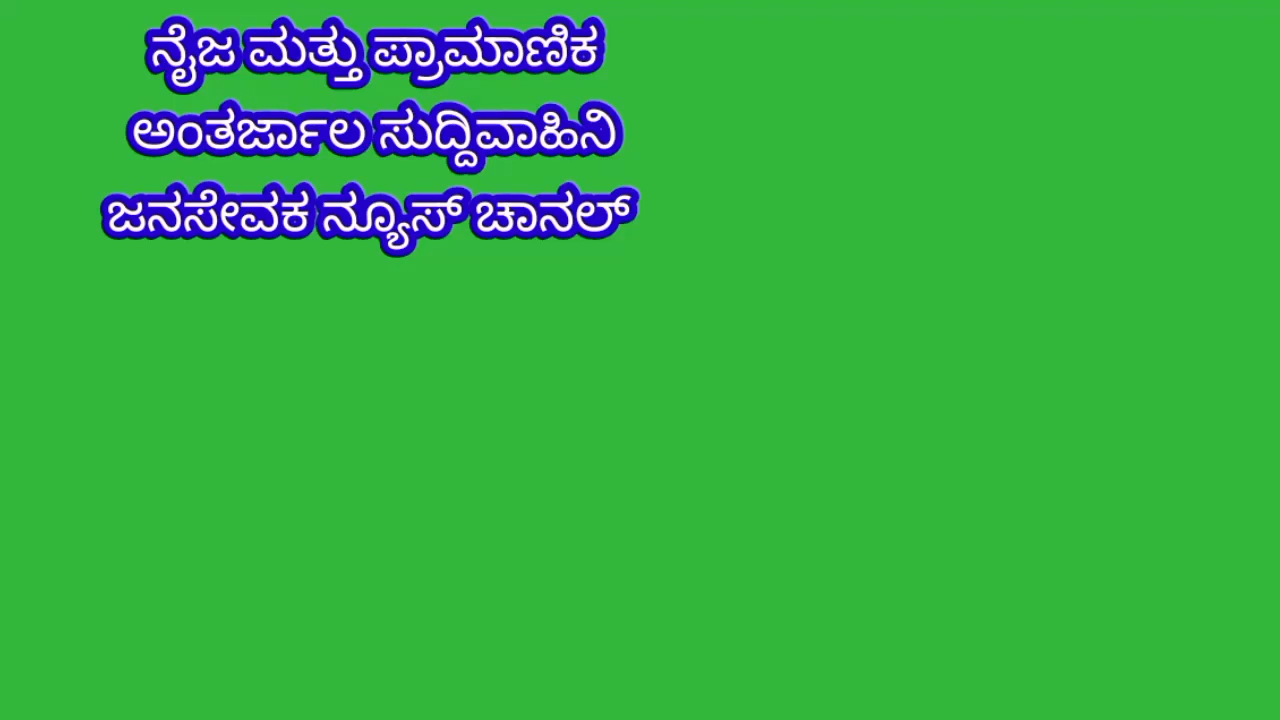 ನೈಜ ಮತ್ತು ಪ್ರಾಮಾಣಿಕ
ಅಂತರ್ಜಾಲ ಸುದ್ದಿವಾಹಿನಿ
ಜನಸೇವಕ ನ್ಯೂಸ್ ಚಾನಲ್